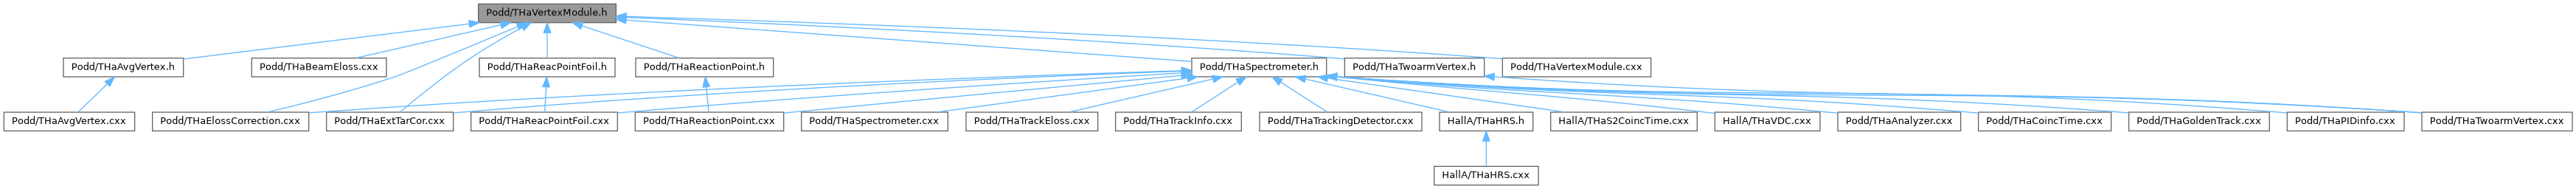 Podd/THaVertexModule.h
Podd/THaAvgVertex.h
Podd/THaBeamEloss.cxx
Podd/THaReacPointFoil.h
Podd/THaReactionPoint.h
Podd/THaSpectrometer.h
Podd/THaTwoarmVertex.h
Podd/THaVertexModule.cxx
Podd/THaAvgVertex.cxx
Podd/THaElossCorrection.cxx
Podd/THaExtTarCor.cxx
Podd/THaReacPointFoil.cxx
Podd/THaReactionPoint.cxx
Podd/THaSpectrometer.cxx
Podd/THaTrackEloss.cxx
Podd/THaTrackInfo.cxx
Podd/THaTrackingDetector.cxx
HallA/THaHRS.h
HallA/THaS2CoincTime.cxx
HallA/THaVDC.cxx
Podd/THaAnalyzer.cxx
Podd/THaCoincTime.cxx
Podd/THaGoldenTrack.cxx
Podd/THaPIDinfo.cxx
Podd/THaTwoarmVertex.cxx
HallA/THaHRS.cxx